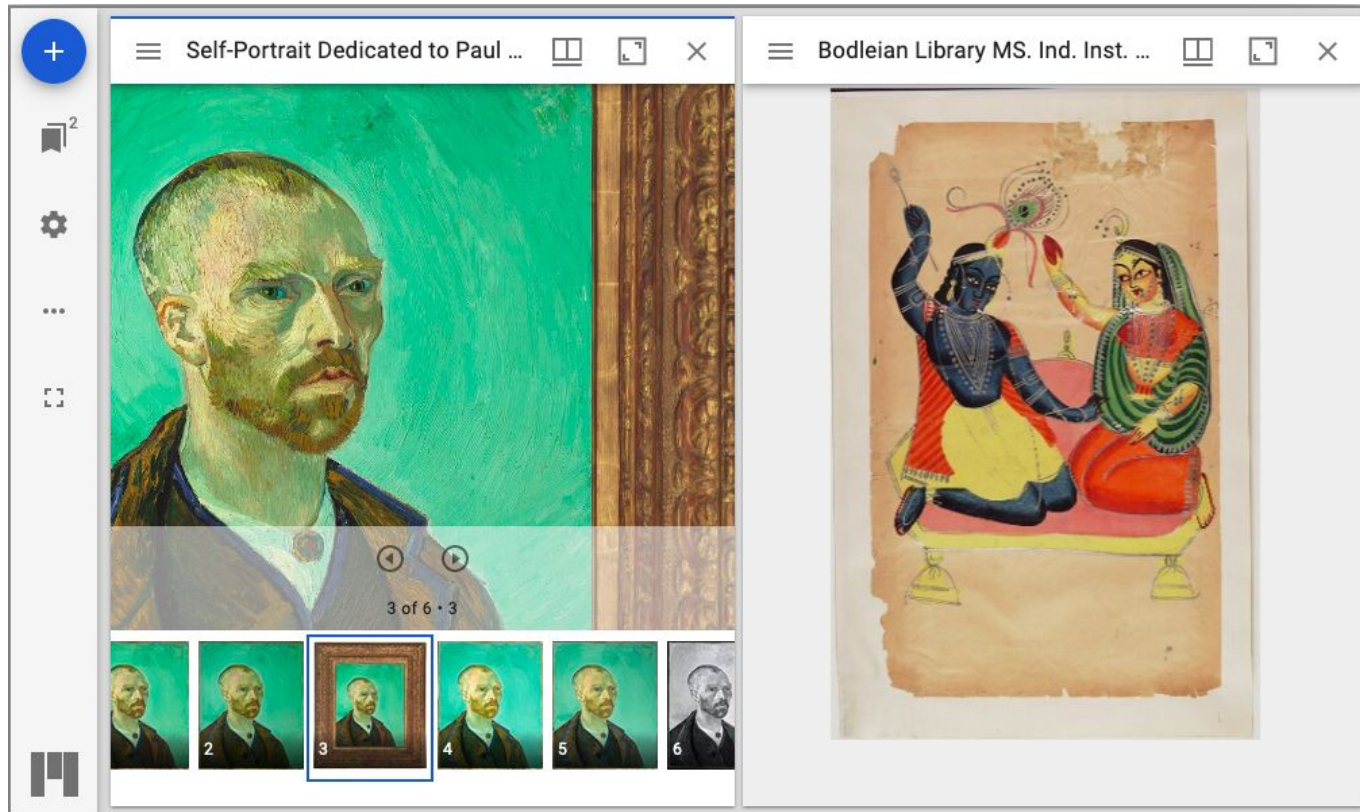 2
Self-Portrait Dedicated to Paul ...
3 of 6 • 3
2
3
4
5
6
Bodleian Library MS. Ind. Inst. ...